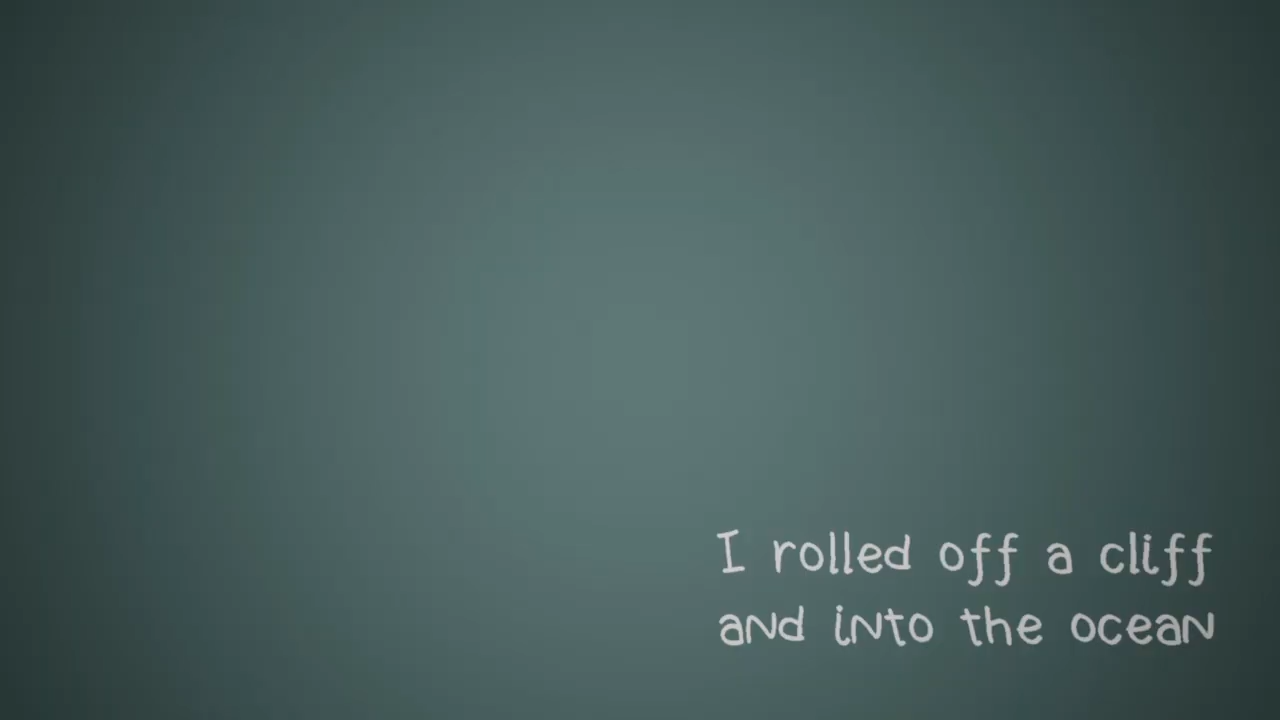 I rolled off a cliff
and into the ocean